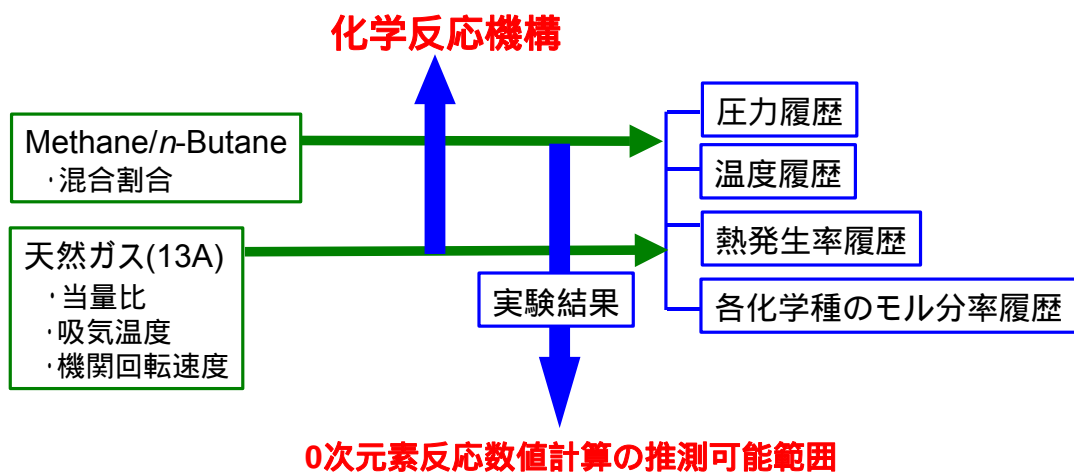 化学反応機構
Methane/n-Butane
·混合割合
天然ガス(13A)
·当量比
·吸気温度
·機関回転速度
実験結果
圧力履歴
温度履歴
熱発生率履歴
各化学種のモル分率履歴
0次元素反応数値計算の推測可能範囲